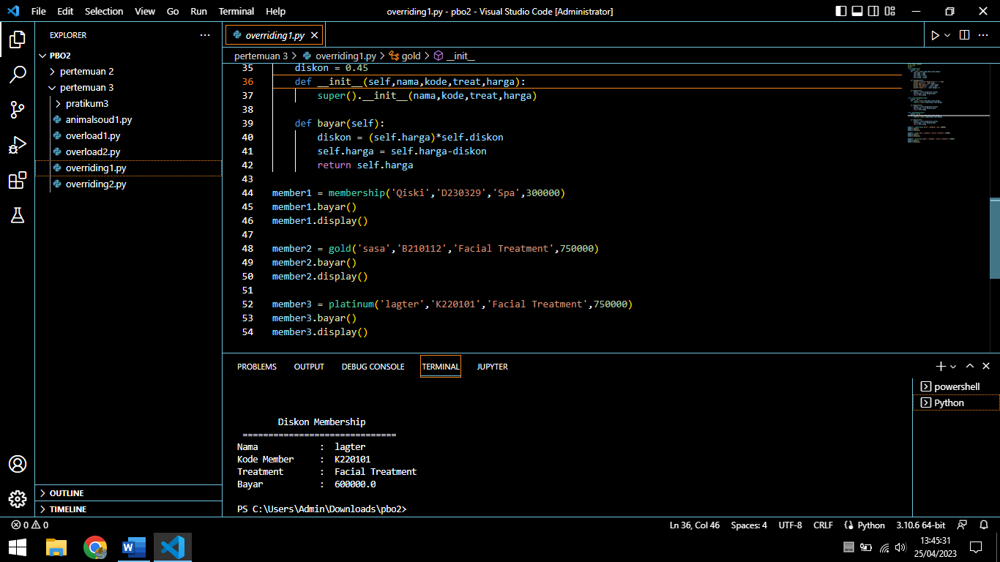 File Edit Selection View Go Run Terminal Help
overriding1.py - pbo2 - Visual Studio Code [Administrator]
EXPLORER
PBO2
pertemuan 2
pertemuan 3
pratikum3
animalsoud1.py
overload1.py
overload2.py
overriding1.py
overriding2.py
OUTLINE
TIMELINE
overriding1.py
pertemuan 3 > overriding1.py > gold > __init__
35 diskon = 0.45
36 def __init__(self,nama,kode,treat,harga):
37 super().__init__(nama,kode,treat,harga)
38
39 def bayar(self):
40 diskon = (self.harga)*self.diskon
41 self.harga = self.harga-diskon
42 return self.harga
43
44 member1 = membership('Qiski','D230329','Spa',300000)
45 member1.bayar()
46 member1.display()
47
48 member2 = gold('sasa','B210112','Facial Treatment',750000)
49 member2.bayar()
50 member2.display()
51
52 member3 = platinum('lagter','K220101','Facial Treatment',750000)
53 member3.bayar()
54 member3.display()
PROBLEMS OUTPUT DEBUG CONSOLE TERMINAL JUPYTER
powershell
Python
Diskon Membership
==============================
Nama : lagter
Kode Member : K220101
Treatment : Facial Treatment
Bayar : 600000.0
PS C:\Users\Admin\Downloads\pbo2>
0 0
Ln 36, Col 46 Spaces: 4 UTF-8 CRLF Python 3.10.6 64-bit
13:45:31
25/04/2023